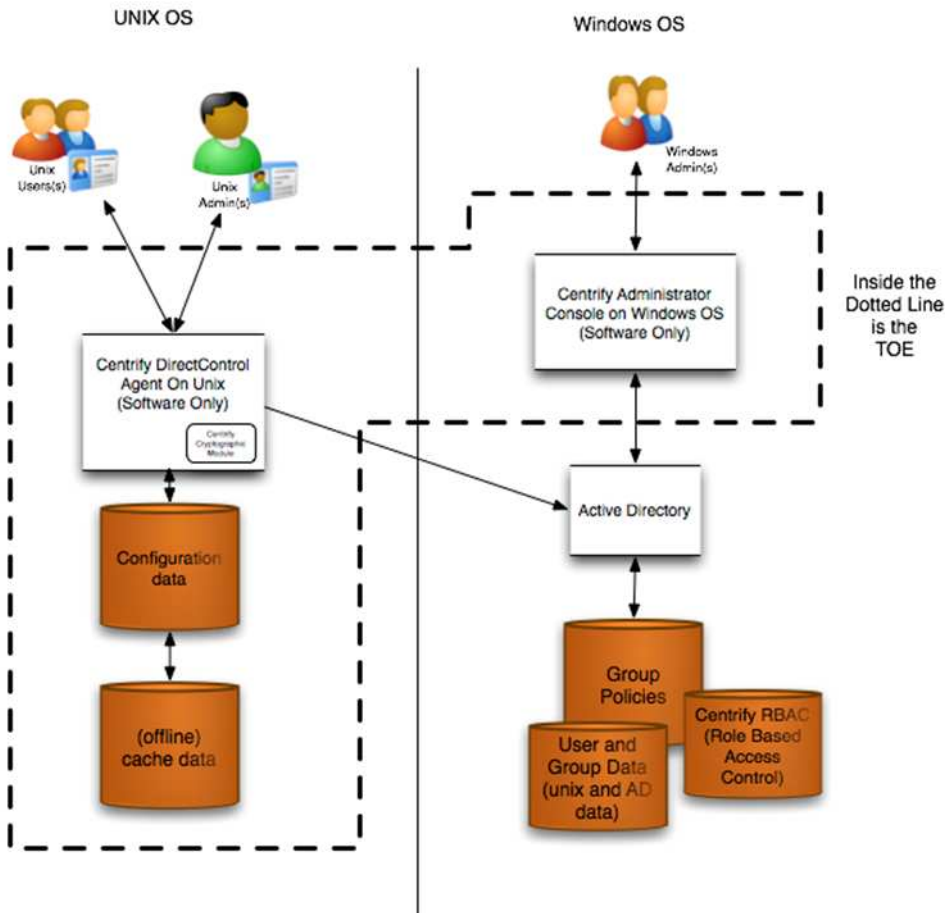 UNIX OS
Windows OS
Unix
Users(s)
Unix
Admin(s)
Windows
Admin(s)
Centrify Administrator
Console on Windows OS
(Software Only)
Inside the
Dotted Line
is the
TOE
Centrify DirectControl
Agent On Unix
(Software Only)
Centrify
Cryptographic
Module
Active Directory
Configuration
data
Group
Policies
Centrify RBAC
(Role Based
Access
Control)
User and
Group Data
(unix and AD
data)
(offline)
cache data